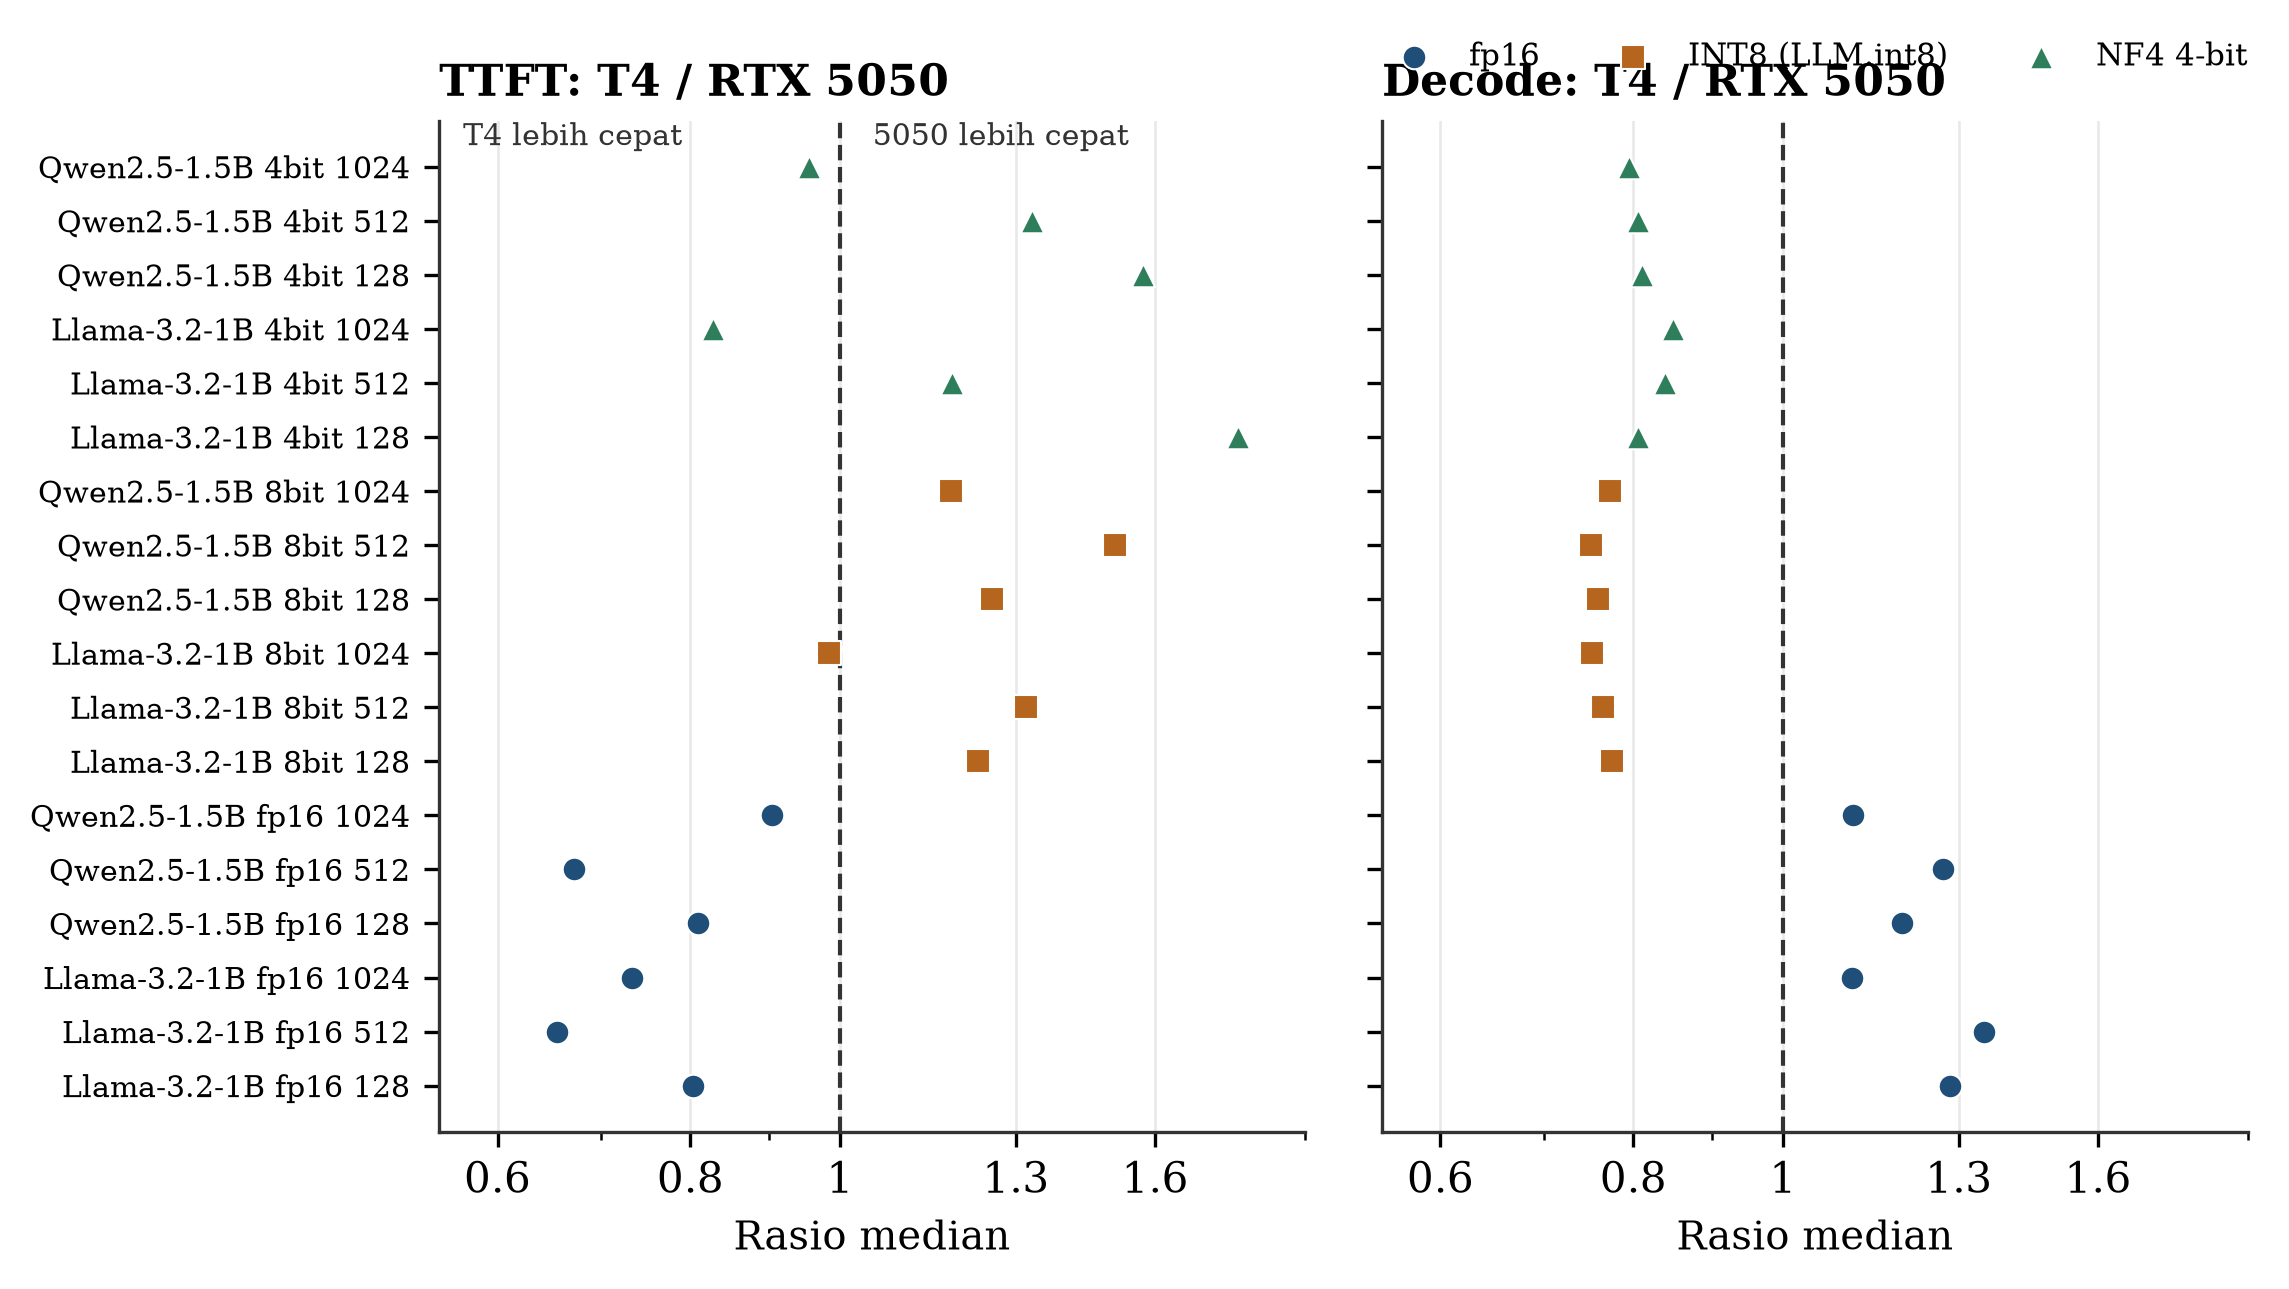 fp16 INT8 (LLM.int8) NF4 4-bit
TTFT: T4 / RTX 5050
Decode: T4 / RTX 5050
T4 lebih cepat
5050 lebih cepat
Qwen2.5-1.5B 4bit 1024
Qwen2.5-1.5B 4bit 512
Qwen2.5-1.5B 4bit 128
Llama-3.2-1B 4bit 1024
Llama-3.2-1B 4bit 512
Llama-3.2-1B 4bit 128
Qwen2.5-1.5B 8bit 1024
Qwen2.5-1.5B 8bit 512
Qwen2.5-1.5B 8bit 128
Llama-3.2-1B 8bit 1024
Llama-3.2-1B 8bit 512
Llama-3.2-1B 8bit 128
Qwen2.5-1.5B fp16 1024
Qwen2.5-1.5B fp16 512
Qwen2.5-1.5B fp16 128
Llama-3.2-1B fp16 1024
Llama-3.2-1B fp16 512
Llama-3.2-1B fp16 128
0.6 0.8 1 1.3 1.6
Rasio median
0.6 0.8 1 1.3 1.6
Rasio median